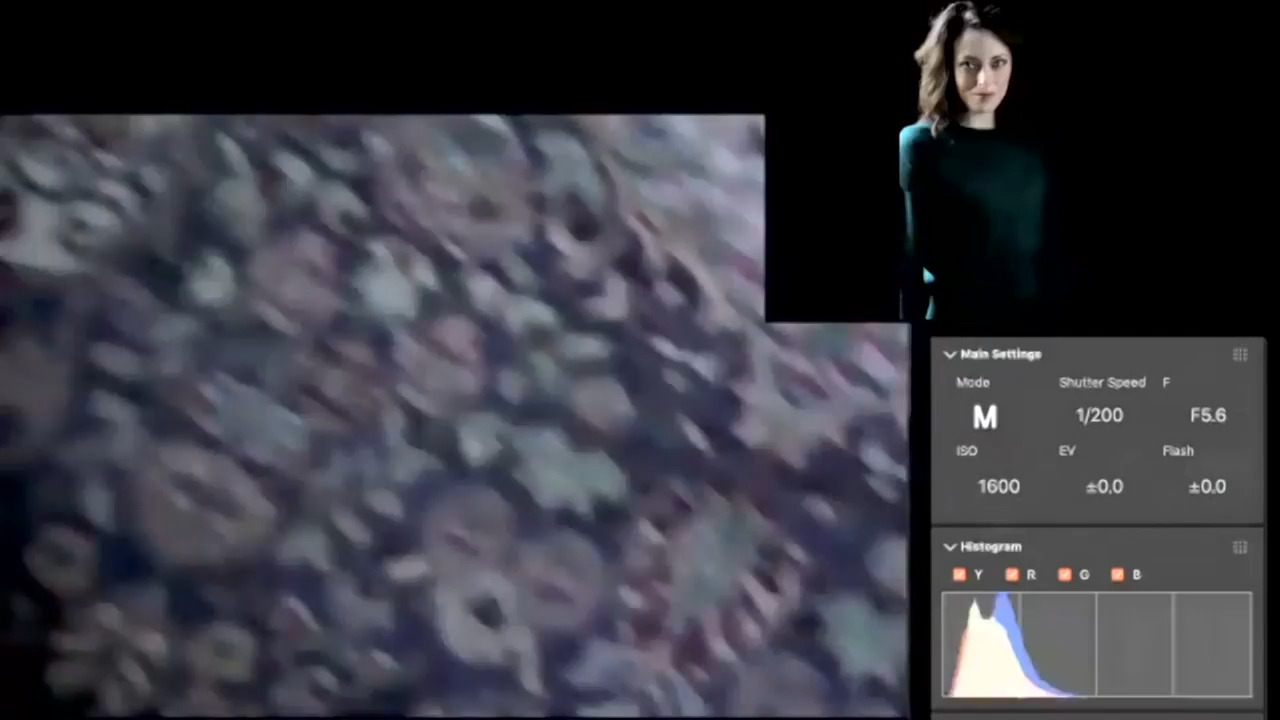 Main Settings
Mode Shutter Speed F
M 1/200 F5.6
ISO EV Flash
1600 ±0.0 ±0.0
Histogram
Y R G B